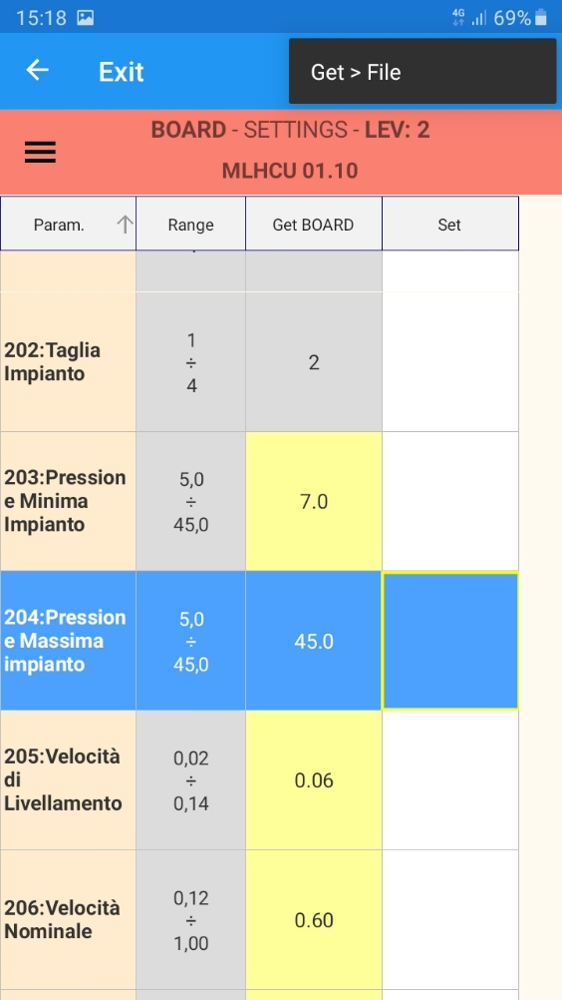 15:18
4G
69%
Exit
Get > File
BOARD - SETTINGS - LEV: 2
MLHCU 01.10
Param. Range Get BOARD Set
202:Taglia
Impianto
1
÷
4
2
203:Pression
e Minima
Impianto
5,0
÷
45,0
7.0
204:Pression
e Massima
impianto
5,0
÷
45,0
45.0
205:Velocità
di
Livellamento
0,02
÷
0,14
0.06
206:Velocità
Nominale
0,12
÷
1,00
0.60